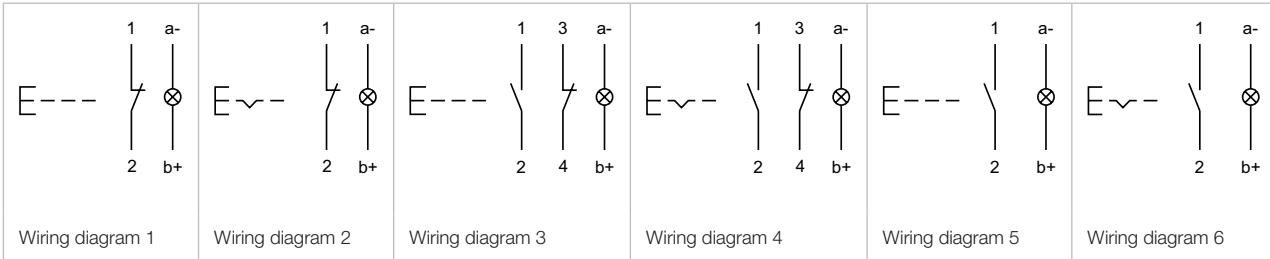 1 a-
2 b+
Wiring diagram 1
1 a-
2 b+
Wiring diagram 2
1 3 a-
2 4 b+
Wiring diagram 3
1 3 a-
2 4 b+
Wiring diagram 4
1 a-
2 b+
Wiring diagram 5
1 a-
2 b+
Wiring diagram 6